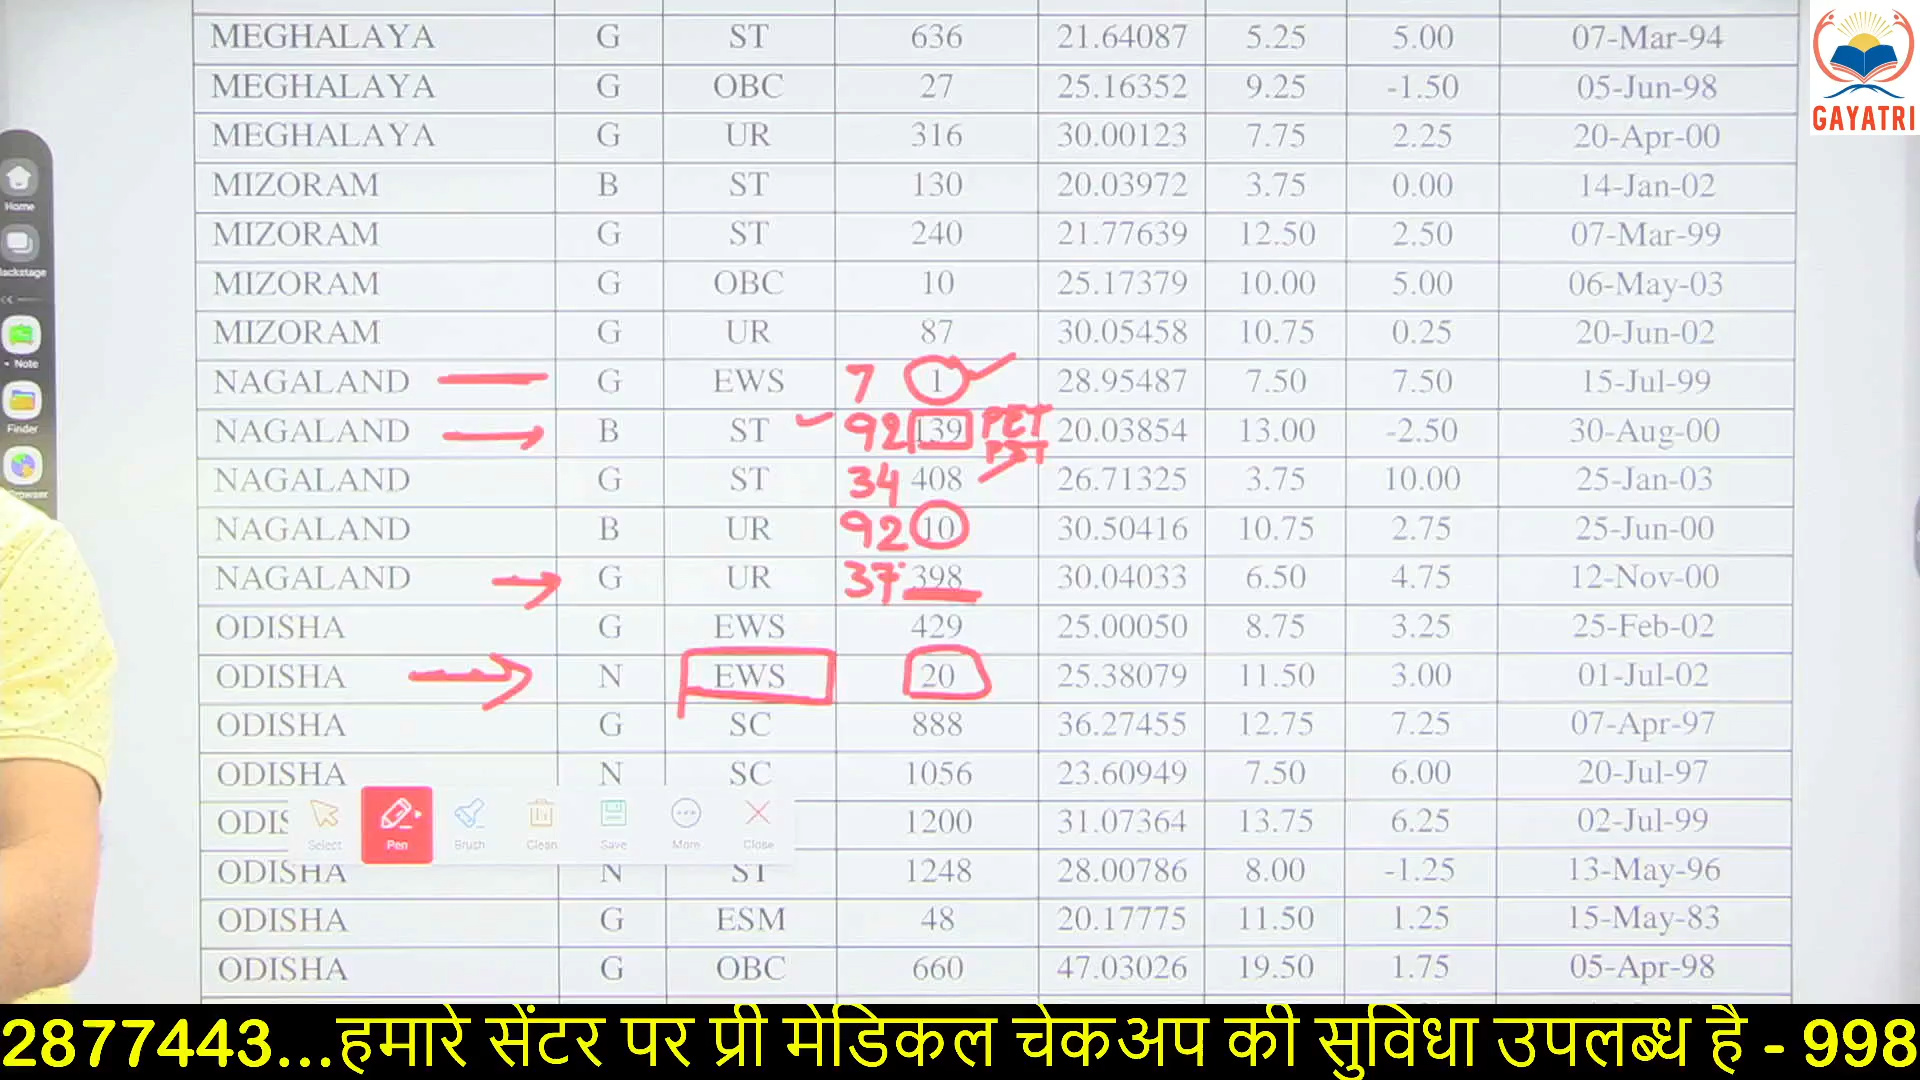 MEGHALAYA G ST 636 21.64087 5.25 5.00 07-Mar-94
MEGHALAYA G OBC 27 25.16352 9.25 -1.50 05-Jun-98
GAYATRI
MEGHALAYA G UR 316 30.00123 7.75 2.25 20-Apr-00
MIZORAM B ST 130 20.03972 3.75 0.00 14-Jan-02
Home
MIZORAM G ST 240 21.77639 12.50 2.50 07-Mar-99
MIZORAM G OBC 10 25.17379 10.00 5.00 06-May-03
MIZORAM G UR 87 30.05458 10.75 0.25 20-Jun-02
Note
NAGALAND G EWS 7 1 28.95487 7.50 7.50 15-Jul-99
NAGALAND B ST 92 139 PET 20.03854 13.00 -2.50 30-Aug-00
PST
Finder
NAGALAND G ST 34 408 26.71325 3.75 10.00 25-Jan-03
NAGALAND B UR 92 10 30.50416 10.75 2.75 25-Jun-00
NAGALAND G UR 37 398 30.04033 6.50 4.75 12-Nov-00
ODISHA G EWS 429 25.00050 8.75 3.25 25-Feb-02
ODISHA N EWS 20 25.38079 11.50 3.00 01-Jul-02
ODISHA G SC 888 36.27455 12.75 7.25 07-Apr-97
ODISHA N SC 1056 23.60949 7.50 6.00 20-Jul-97
1200 31.07364 13.75 6.25 02-Jul-99
Select Pen Brush Clean Save More Close
ODISHA N ST 1248 28.00786 8.00 -1.25 13-May-96
ODISHA G ESM 48 20.17775 11.50 1.25 15-May-83
ODISHA G OBC 660 47.03026 19.50 1.75 05-Apr-98
2877443...हमारे सेंटर पर प्री मेडिकल चेकअप की सुविधा उपलब्ध है - 998